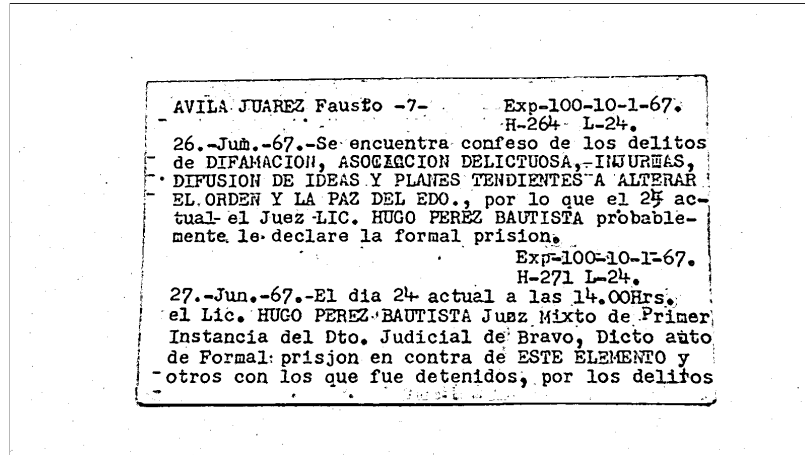 AVILA JUAREZ Fausto -7- Exp-100-10-1-67.
H-264 L-24.
26.-Jun.-67.-Se encuentra confeso de los delitos
de DIFAMACION, ASOCIACION DELICTUOSA, INJURIAS,
DIFUSION DE IDEAS Y PLANES TENDIENTES A ALTERAR
EL ORDEN Y LA PAZ DEL EDO., por lo que el ac-
tual el Juez LIC. HUGO PEREZ BAUTISTA probable-
mente le declare la formal prision.
Exp-100-10-1-67.
H-271 L-24.
27.-Jun.-67.-El dia 24 actual a las 14.00Hrs.
el Lic. HUGO PEREZ BAUTISTA Juez Mixto de Primer
Instancia del Dto. Judicial de Bravo, Dicto auto
de Formal prisjon en contra de ESTE ELEMENTO y
otros con los que fue detenidos, por los delitos